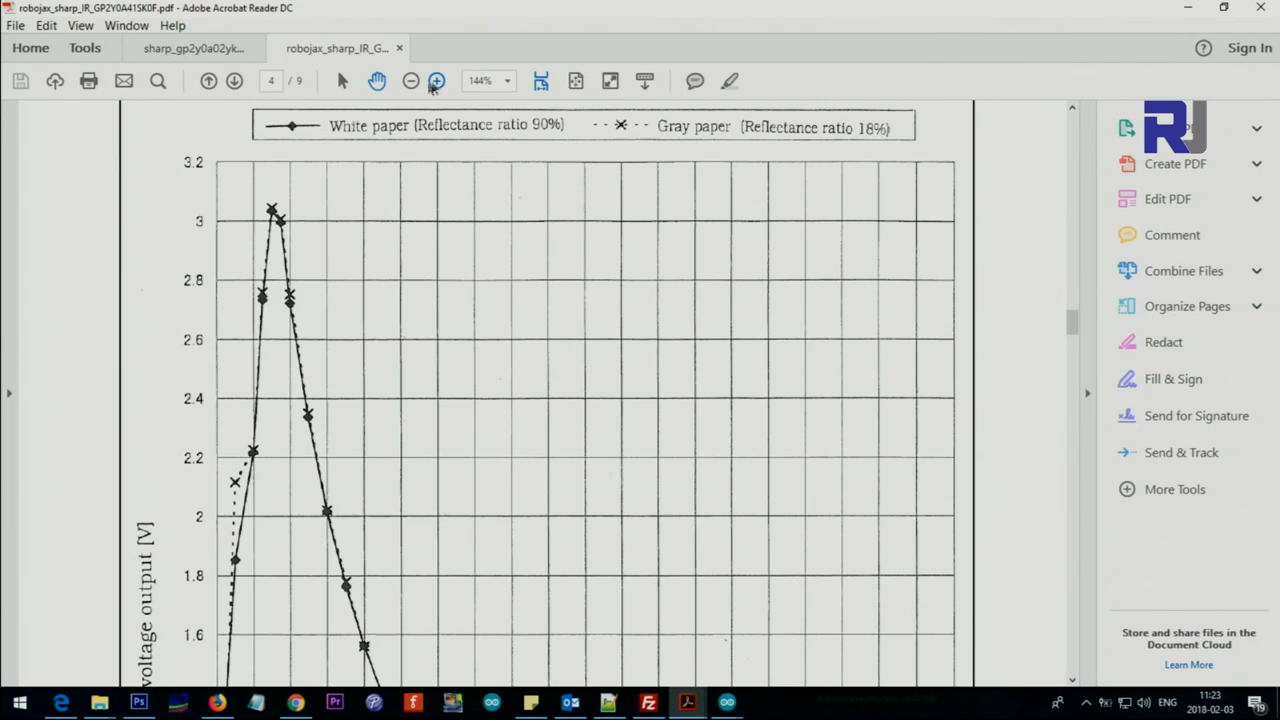 robojax_sharp_IR_GP2Y0A41SK0F.pdf - Adobe Acrobat Reader DC
File Edit View Window Help
Home Tools sharp_gp2y0a02yk... robojax_sharp_IR_G... × Sign In
4 / 9 144%
White paper (Reflectance ratio 90%) Gray paper (Reflectance ratio 18%)
3.2
3
2.8
2.6
2.4
2.2
2
1.8
1.6
voltage output [V]
RJ
Create PDF
Edit PDF
Comment
Combine Files
Organize Pages
Redact
Fill & Sign
Send for Signature
Send & Track
More Tools
Store and share files in the
Document Cloud
Learn More
ENG
11:23
2018-02-03
19